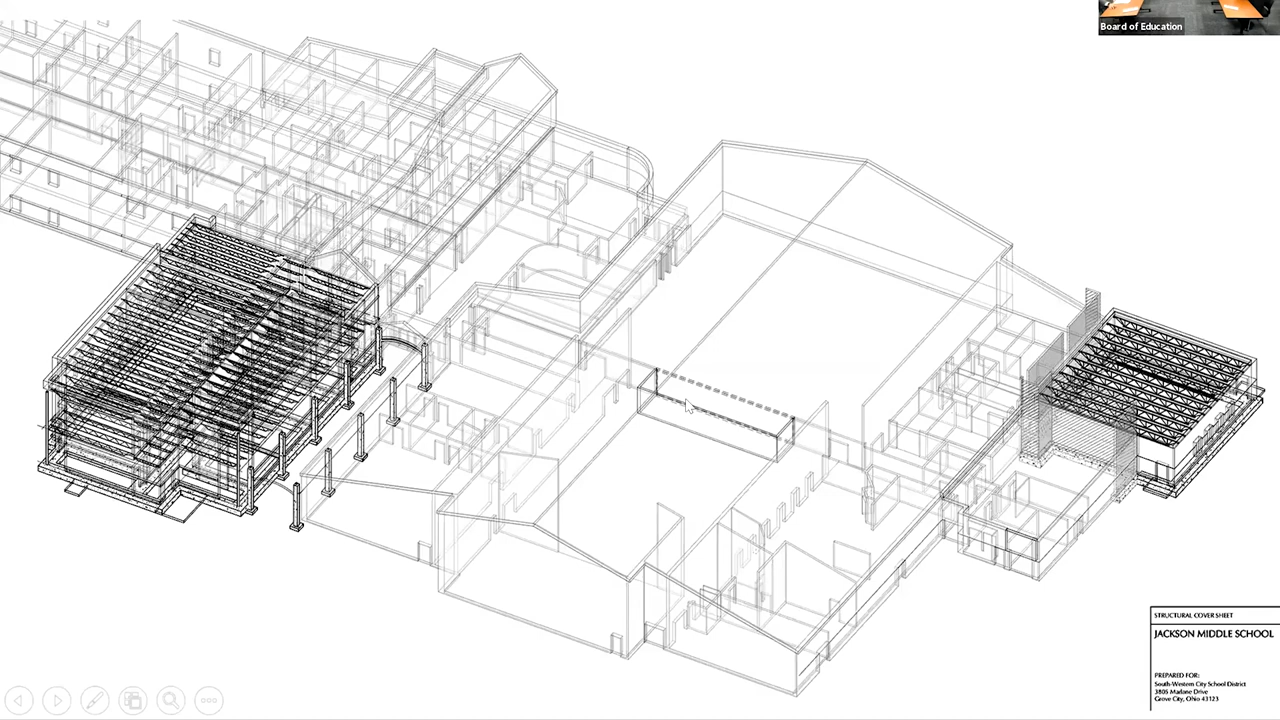 Board of Education
STRUCTURAL COVER SHEET
JACKSON MIDDLE SCHOOL
PREPARED FOR:
South-Western City School District
3805 Marlane Drive
Grove City, Ohio 43123